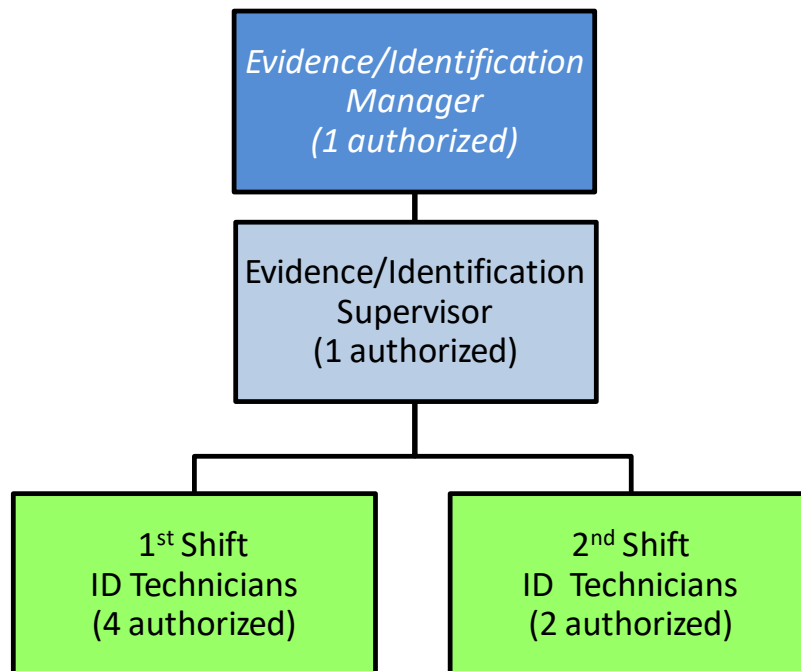 Evidence/Identification
Manager
(1 authorized)
Evidence/Identification
Supervisor
(1 authorized)
1st Shift
ID Technicians
(4 authorized)
2nd Shift
ID Technicians
(2 authorized)